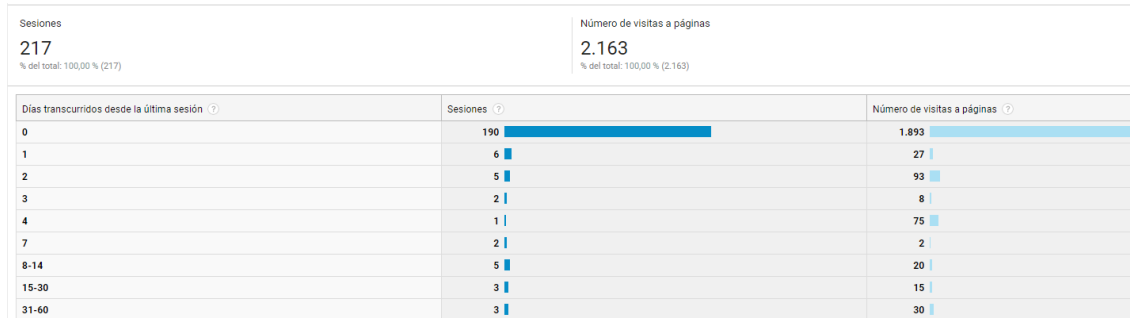 Sesiones Número de visitas a páginas
217 2.163
% del total: 100,00 % (217) % del total: 100,00 % (2.163)
Días transcurridos desde la última sesión ? Sesiones ? Número de visitas a páginas ?
0 190 1.893
1 6 27
2 5 93
3 2 8
4 1 75
7 2 2
8-14 5 20
15-30 3 15
31-60 3 30